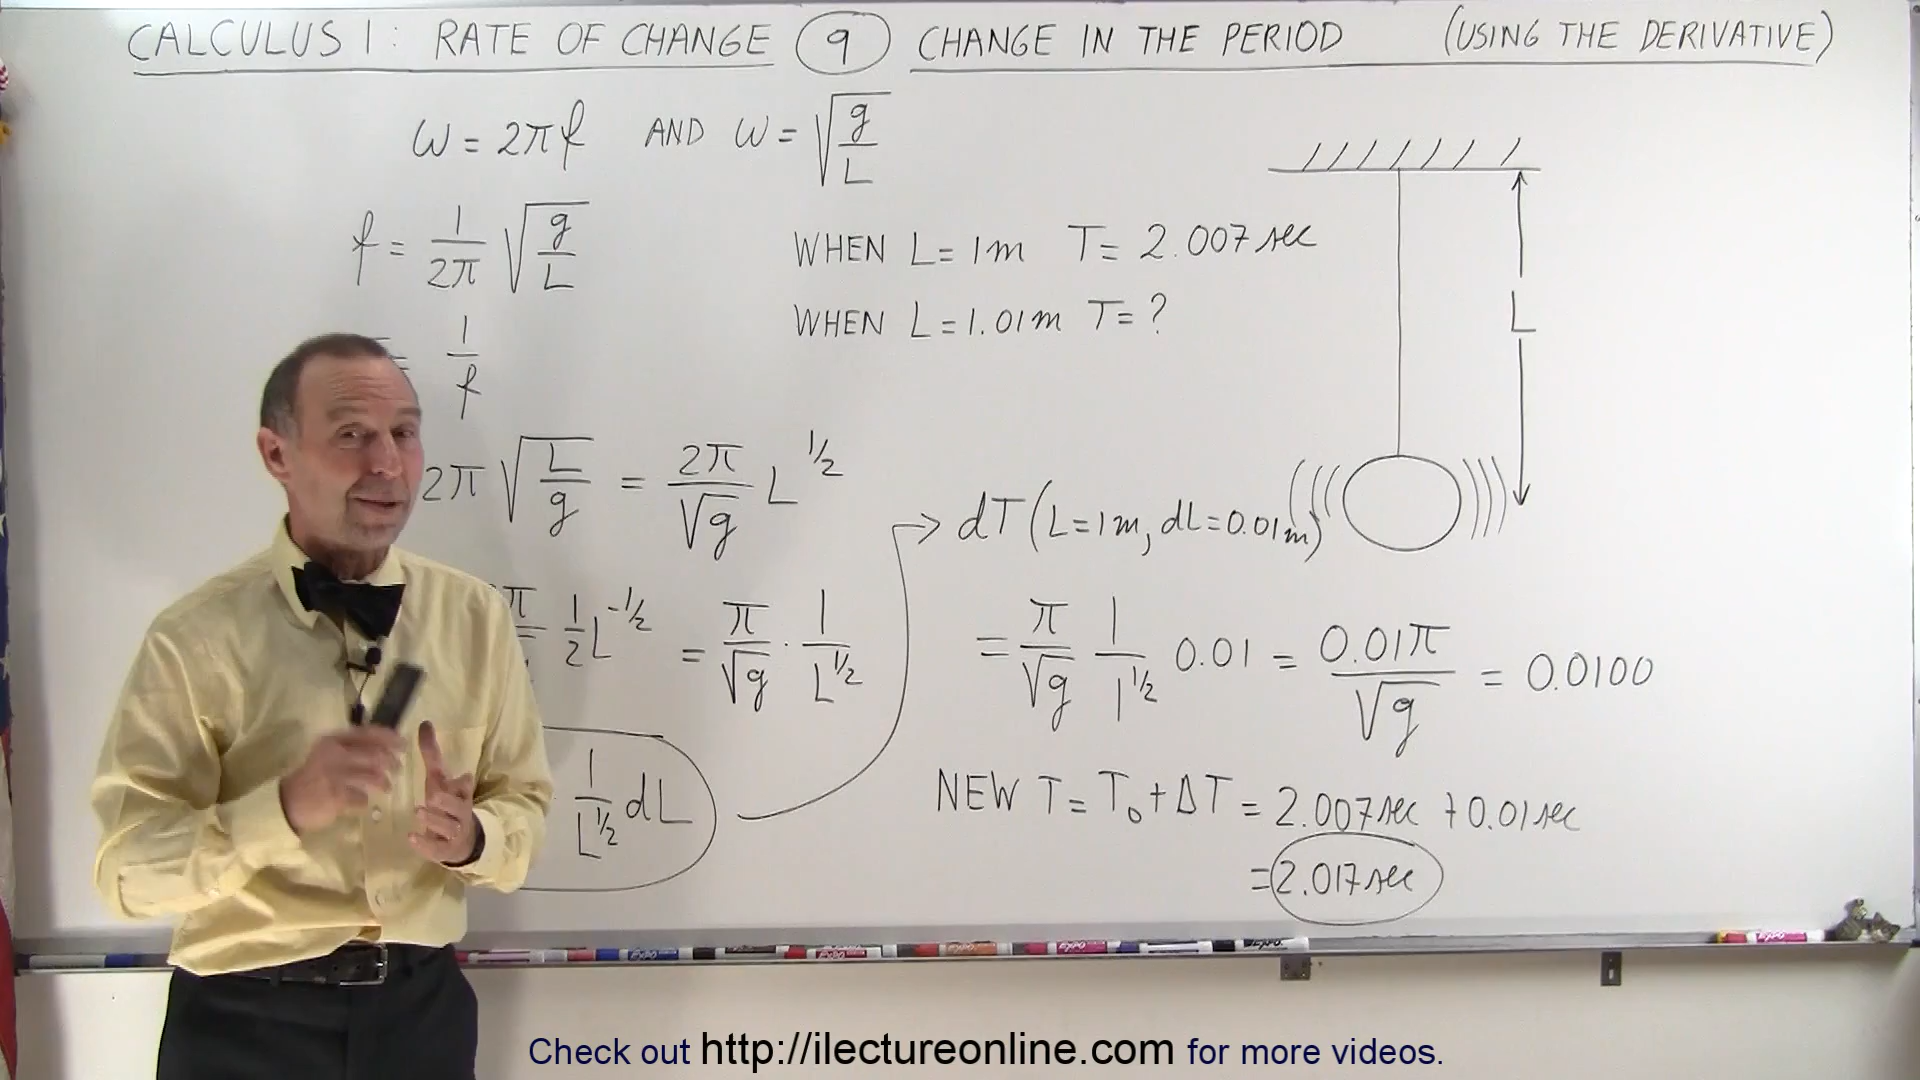 CALCULUS 1: RATE OF CHANGE 9 CHANGE IN THE PERIOD (USING THE DERIVATIVE)
ω = 2πf AND ω = √(g/L)
f = 1/2π √(g/L)
WHEN L = 1m T = 2.007 sec
WHEN L = 1.01m T = ?
= 1/f
L
2π √(L/g) = 2π/√g L^1/2
dT (L=1m, dL=0.01m)
π 1/2 L^-1/2 = π/√g · 1/L^1/2
= π/√g 1/1^1/2 0.01 = 0.01π/√g = 0.0100
1/L^1/2 dL
NEW T = T₀ + ΔT = 2.007 sec + 0.01 sec
= 2.017 sec
EXPO
Check out http://ilectureonline.com for more videos.